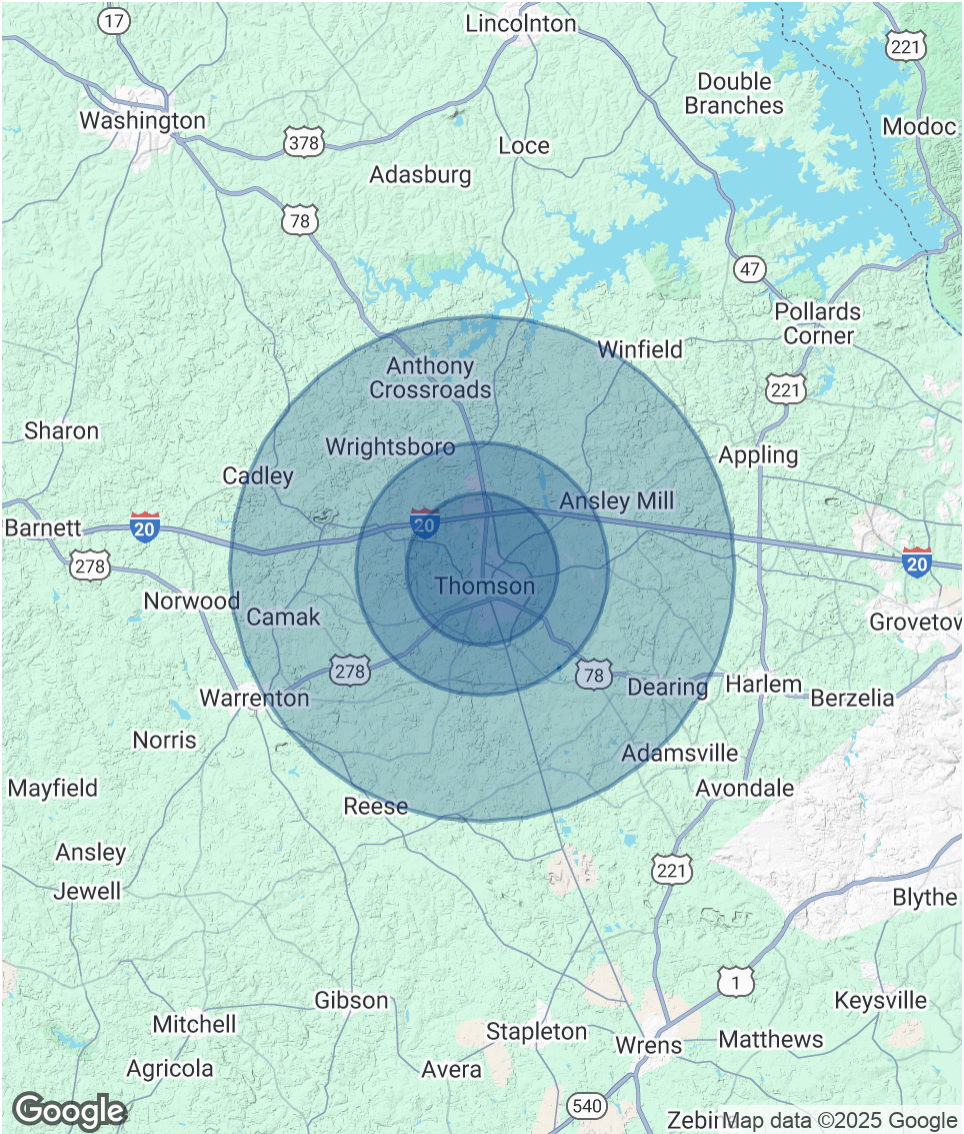 17
Lincolnton
221
Double
Branches
Washington
Modoc
378
Loce
Adasburg
78
47
Pollards
Corner
Winfield
Anthony
Crossroads
221
Sharon
Wrightsboro
Appling
Cadley
Ansley Mill
Barnett
20
20
20
278
Thomson
Norwood
Camak
Grovetow
278
78
Dearing
Harlem
Berzelia
Warrenton
Norris
Adamsville
Mayfield
Avondale
Reese
Ansley
221
Jewell
Blythe
1
Gibson
Keysville
Mitchell
Stapleton
Matthews
Wrens
Agricola
Avera
540
Google
Map data ©2025 Google